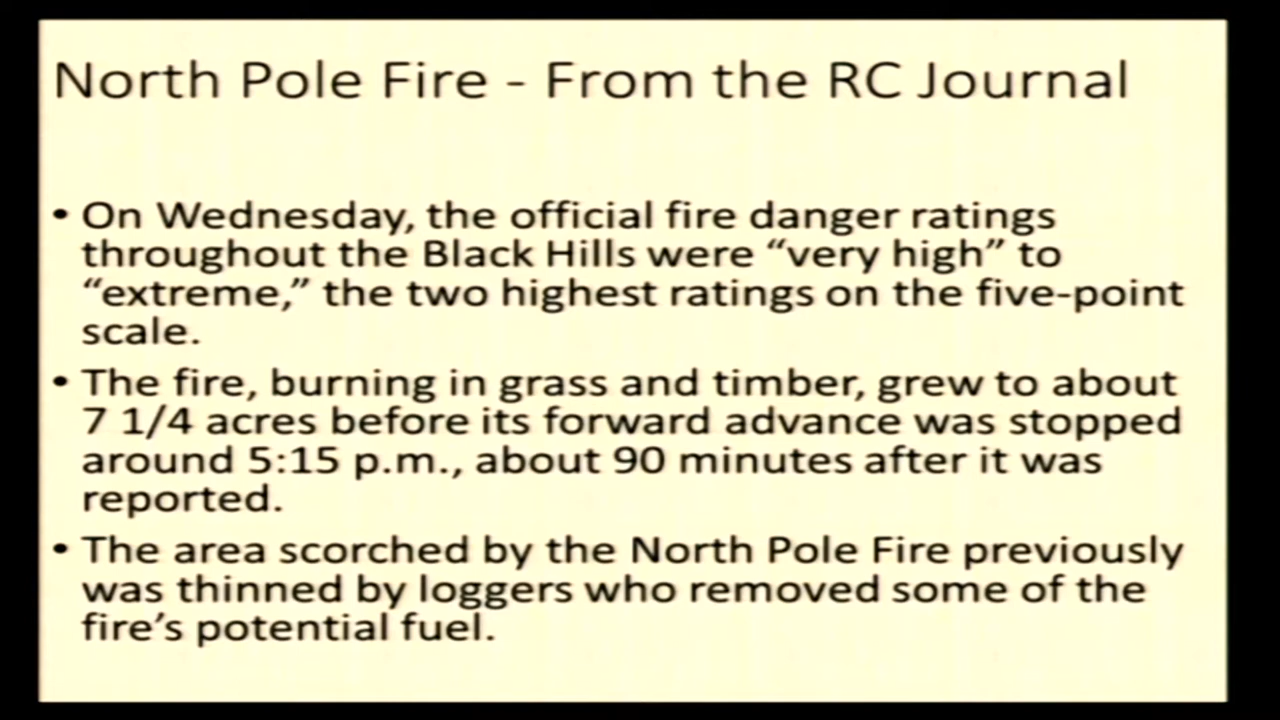 North Pole Fire - From the RC Journal
• On Wednesday, the official fire danger ratings
throughout the Black Hills were “very high” to
“extreme,” the two highest ratings on the five-point
scale.
• The fire, burning in grass and timber, grew to about
7 1/4 acres before its forward advance was stopped
around 5:15 p.m., about 90 minutes after it was
reported.
• The area scorched by the North Pole Fire previously
was thinned by loggers who removed some of the
fire’s potential fuel.